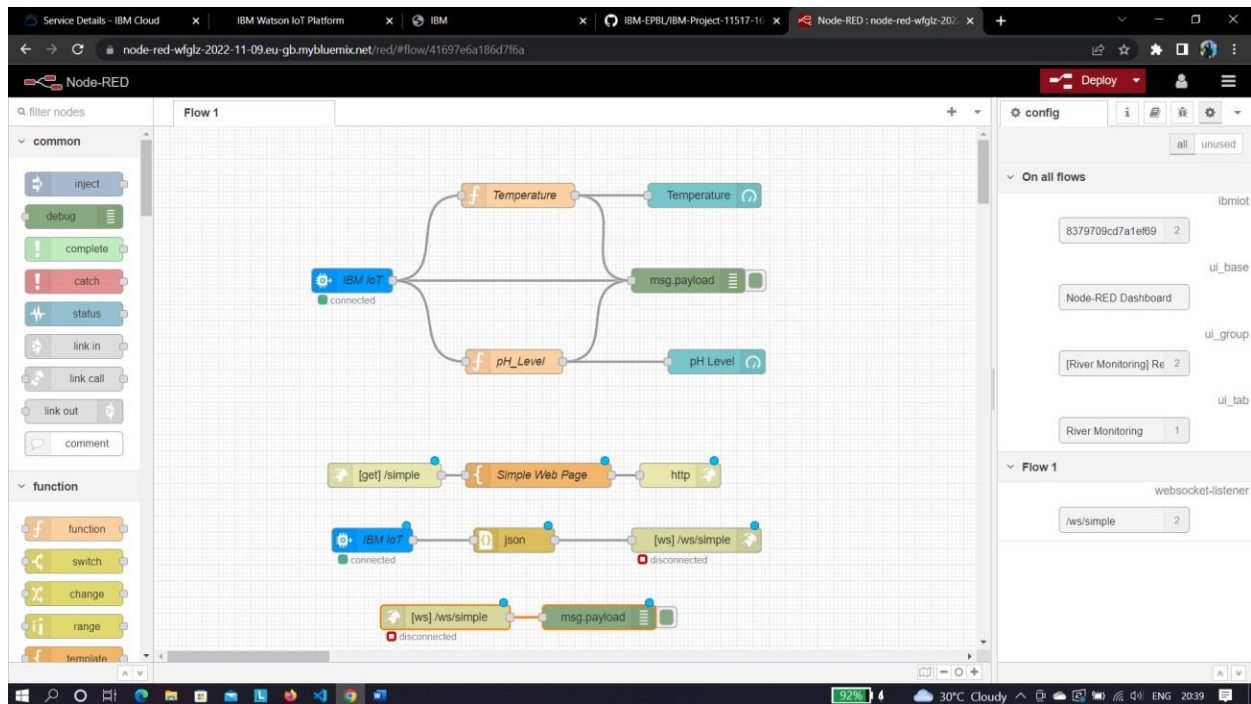 Service Details - IBM Cloud
IBM Watson IoT Platform
IBM
IBM-EPBL/IBM-Project-11517-16
Node-RED : node-red-wfglz-202
node-red-wfglz-2022-11-09.eu-gb.mybluemix.net/red/#flow/41697e6a186d7f6a
Node-RED
Deploy
filter nodes
Flow 1
config
all unused
common
inject
debug
complete
catch
status
link in
link call
link out
comment
function
function
switch
change
range
template
Temperature
Temperature
IBM IoT
connected
msg.payload
pH_Level
pH Level
[get] /simple
Simple Web Page
http
IBM IoT
connected
json
[ws] /ws/simple
disconnected
[ws] /ws/simple
disconnected
msg.payload
On all flows
ibmiot
8379709cd7a1ef69 2
ui_base
Node-RED Dashboard
ui_group
[River Monitoring] Re 2
ui_tab
River Monitoring 1
Flow 1
websocket-listener
/ws/simple 2
92%
30°C Cloudy
ENG
20:39